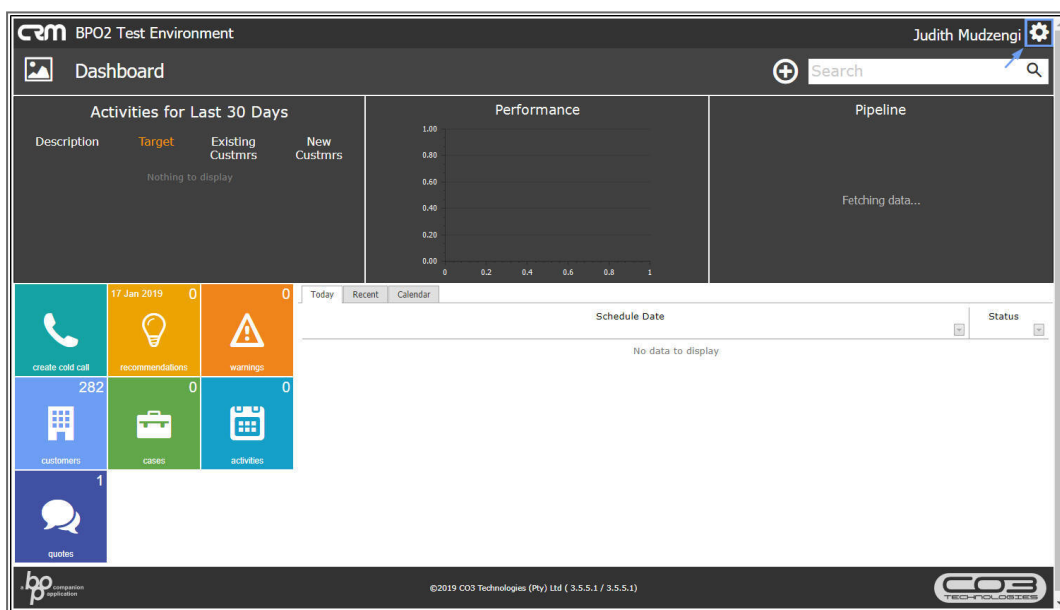 CRM BPO2 Test Environment
Judith Mudzengi
Dashboard
Search
Activities for Last 30 Days
Description Target Existing Custmrs New Custmrs
Nothing to display
Performance
1.00
0.80
0.60
0.40
0.20
0.00
0 0.2 0.4 0.6 0.8 1
Pipeline
Fetching data...
create cold call
17 Jan 2019 0
recommendations
0
warnings
282
customers
0
cases
0
activities
1
quotes
Today Recent Calendar
Schedule Date Status
No data to display
bp companion
application
©2019 CO3 Technologies (Pty) Ltd ( 3.5.5.1 / 3.5.5.1)
CO3
TECHNOLOGIES